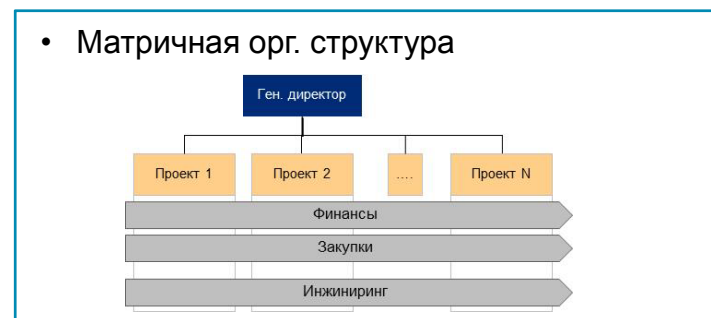 • Матричная орг. структура
Ген. директор
Проект 1
Проект 2
....
Проект N
Финансы
Закупки
Инжиниринг